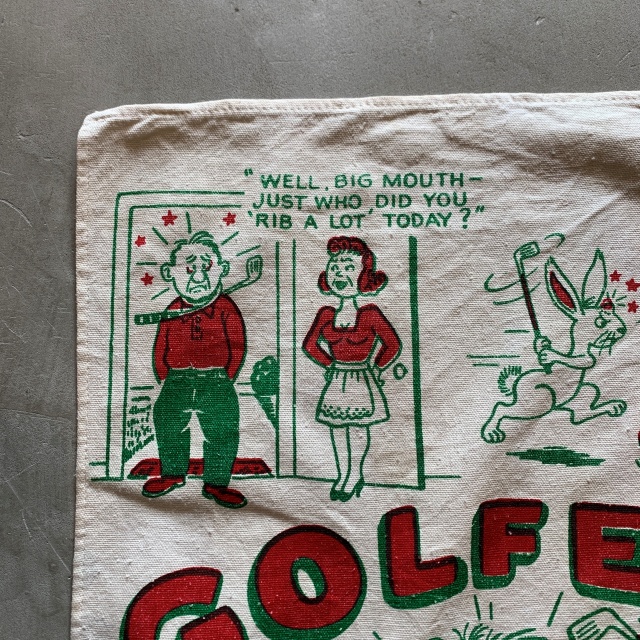 "WELL, BIG MOUTH–
JUST WHO DID YOU
'RIB A LOT' TODAY?"
GOLFE